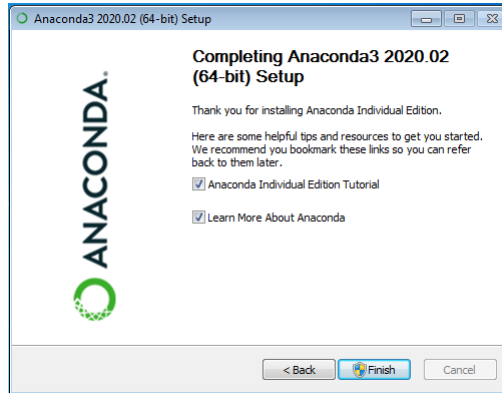 Anaconda3 2020.02 (64-bit) Setup
Completing Anaconda3 2020.02
(64-bit) Setup
Thank you for installing Anaconda Individual Edition.
Here are some helpful tips and resources to get you started.
We recommend you bookmark these links so you can refer
back to them later.
Anaconda Individual Edition Tutorial
Learn More About Anaconda
ANACONDA.
< Back
Finish
Cancel